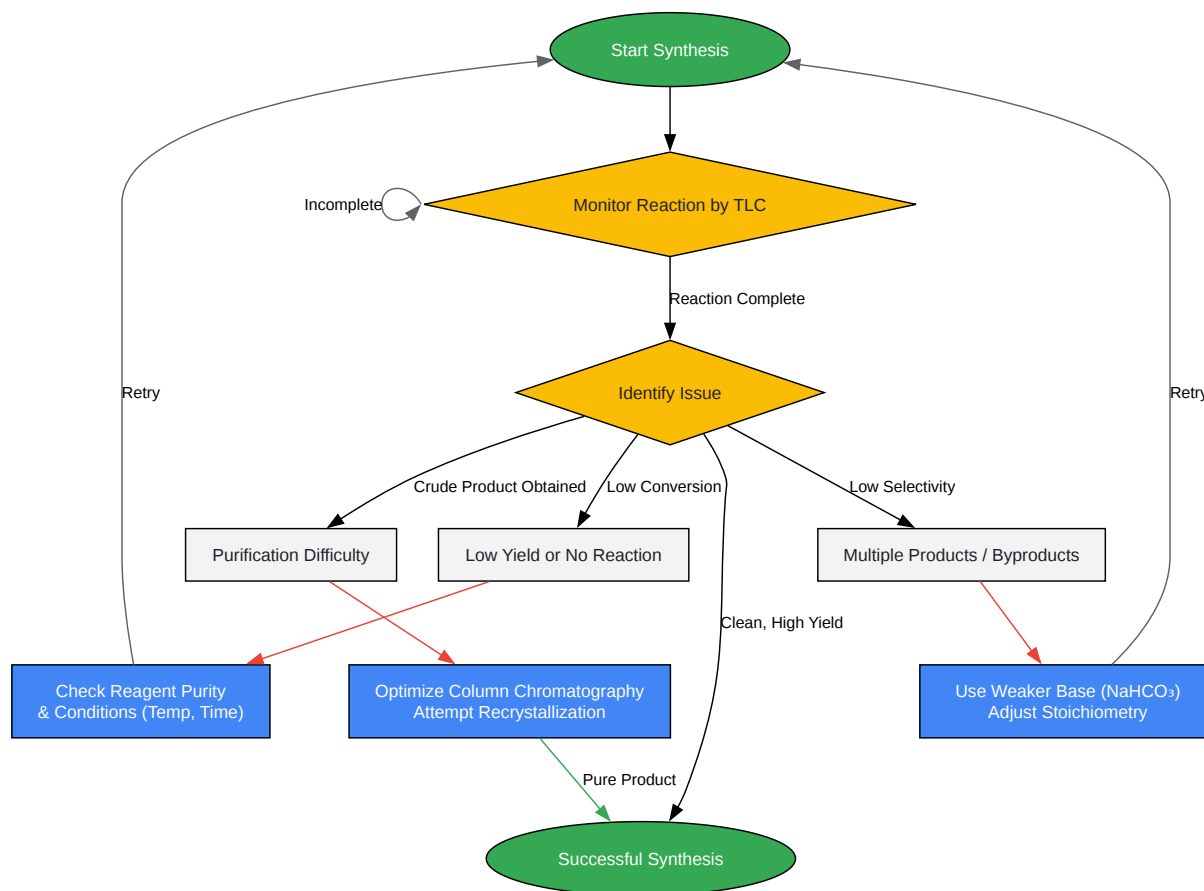 Start Synthesis
Incomplete
Monitor Reaction by TLC
Reaction Complete
Retry
Identify Issue
Retry
Crude Product Obtained
Low Conversion
Low Selectivity
Purification Difficulty
Low Yield or No Reaction
Multiple Products / Byproducts
Clean, High Yield
Check Reagent Purity
& Conditions (Temp, Time)
Optimize Column Chromatography
Attempt Recrystallization
Use Weaker Base (NaHCO₃)
Adjust Stoichiometry
Pure Product
Successful Synthesis